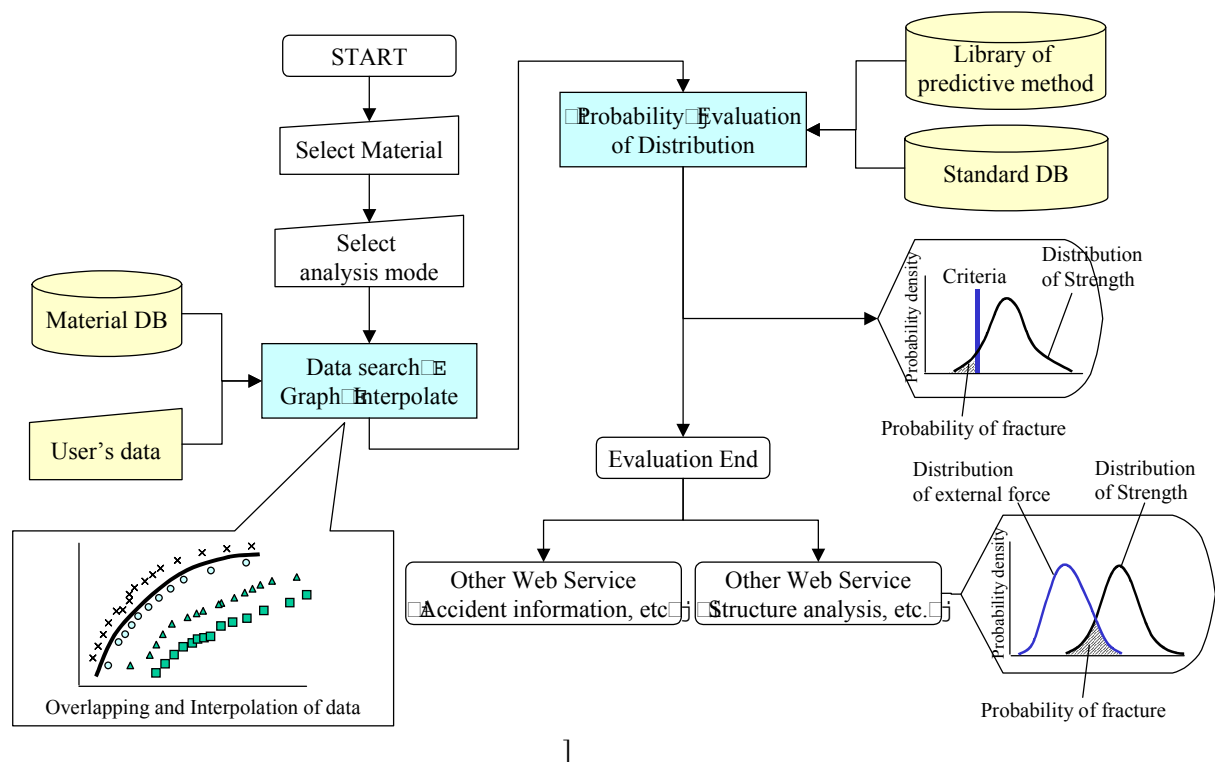 START
Select Material
Select
analysis mode
Material DB
User's data
Data search
Graph Interpolate
Overlapping and Interpolation of data
Probability Evaluation
of Distribution
Library of
predictive method
Standard DB
Probability density
Criteria
Distribution
of Strength
Probability of fracture
Evaluation End
Other Web Service
Accident information, etc
Other Web Service
Structure analysis, etc.
Distribution
of external force
Distribution
of Strength
Probability density
Probability of fracture
]